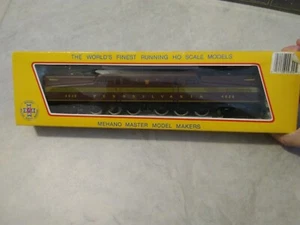 THE WORLD'S FINEST RUNNING HO SCALE MODELS
PENNSYLVANIA
MEHANO MASTER MODEL MAKERS